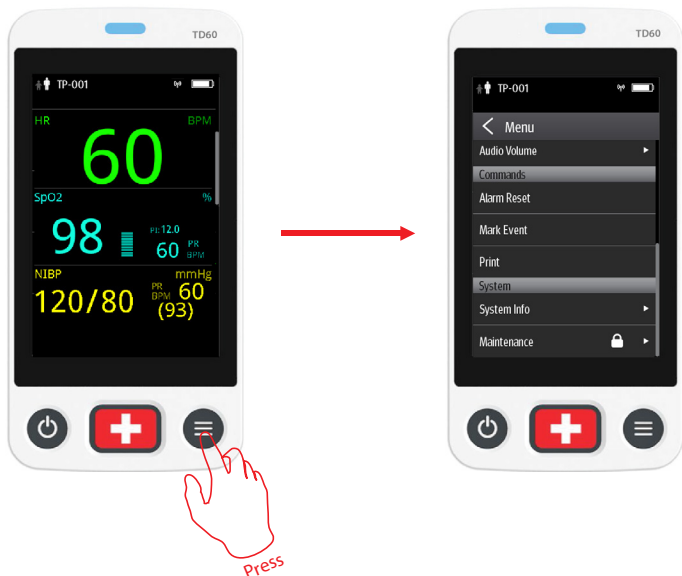 TD60
TP-001
HR BPM
60
SpO2 %
98 PI: 12.0
60 PR BPM
NIBP mmHg
120/80 PR BPM 60
(93)
Press
TD60
TP-001
Menu
Audio Volume
Commands
Alarm Reset
Mark Event
Print
System
System Info
Maintenance